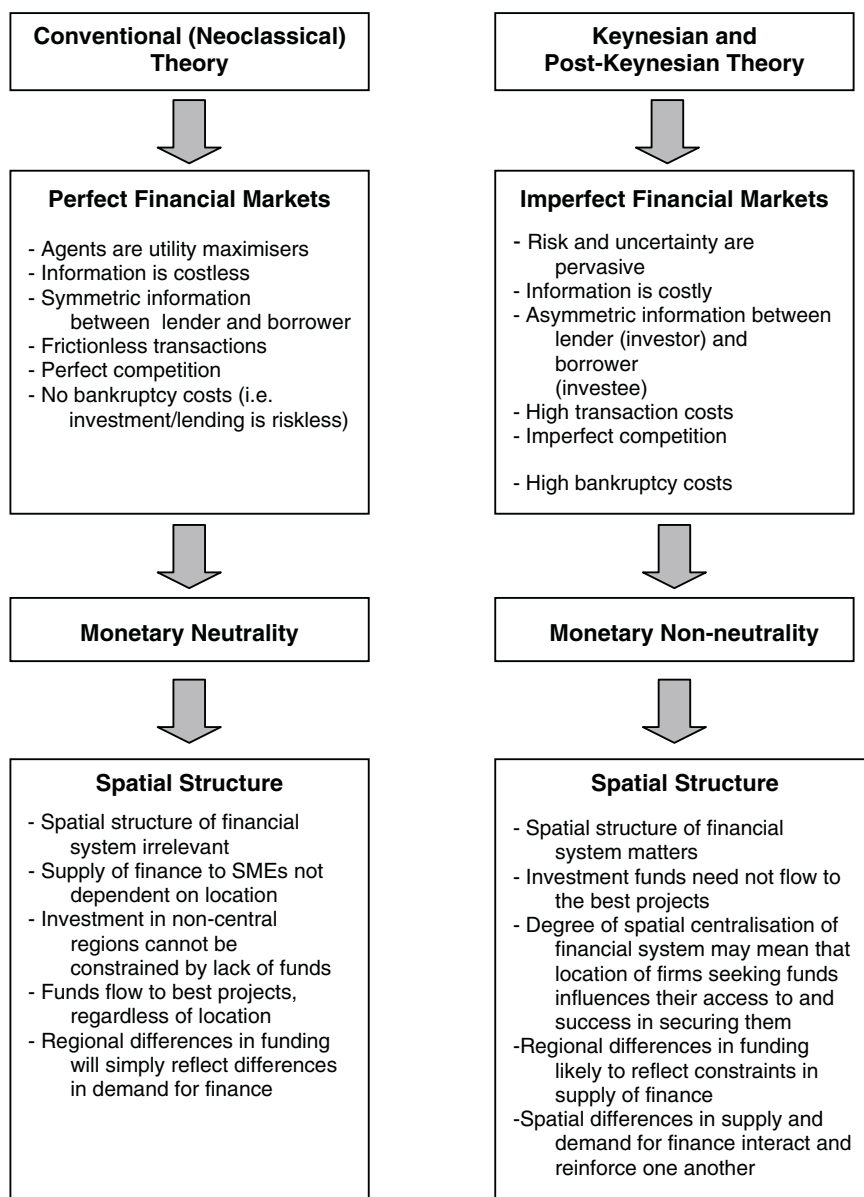 Conventional (Neoclassical)
Theory
Perfect Financial Markets
- Agents are utility maximisers
- Information is costless
- Symmetric information
between lender and borrower
- Frictionless transactions
- Perfect competition
- No bankruptcy costs (i.e.
investment/lending is riskless)
Monetary Neutrality
Spatial Structure
- Spatial structure of financial
system irrelevant
- Supply of finance to SMEs not
dependent on location
- Investment in non-central
regions cannot be
constrained by lack of funds
- Funds flow to best projects,
regardless of location
- Regional differences in funding
will simply reflect differences
in demand for finance
Keynesian and
Post-Keynesian Theory
Imperfect Financial Markets
- Risk and uncertainty are
pervasive
- Information is costly
- Asymmetric information between
lender (investor) and
borrower
(investee)
- High transaction costs
- Imperfect competition
- High bankruptcy costs
Monetary Non-neutrality
Spatial Structure
- Spatial structure of financial
system matters
- Investment funds need not flow to
the best projects
- Degree of spatial centralisation of
financial system may mean that
location of firms seeking funds
influences their access to and
success in securing them
-Regional differences in funding
likely to reflect constraints in
supply of finance
-Spatial differences in supply and
demand for finance interact and
reinforce one another